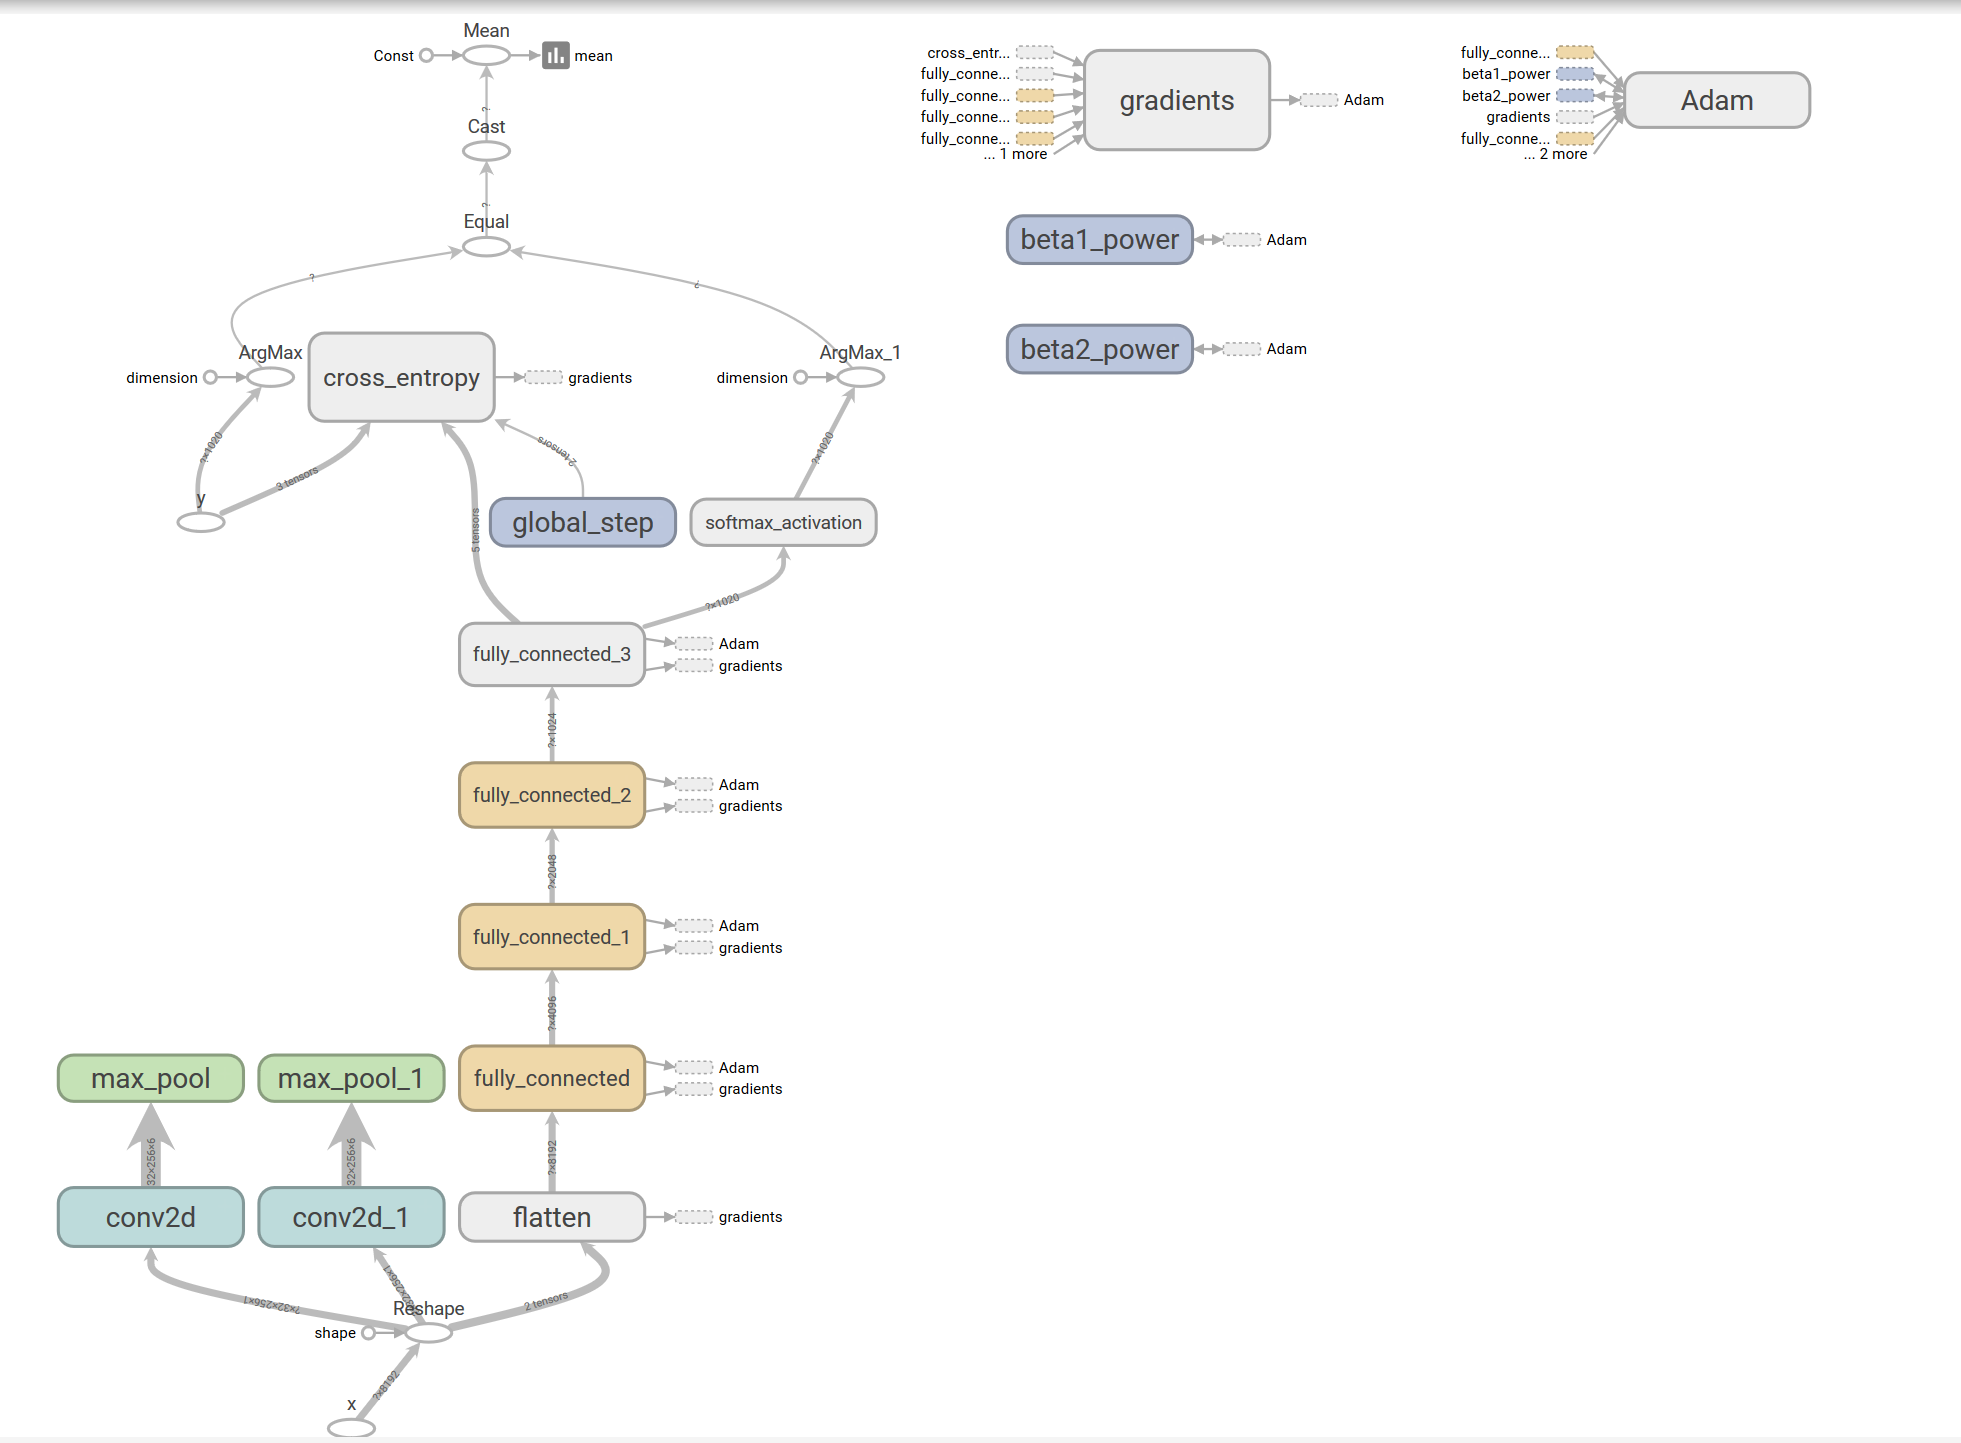 Mean
Const
mean
?
Cast
?
Equal
?
?
ArgMax
dimension
cross_entropy
gradients
ArgMax_1
dimension
?×1020
3 tensors
2 tensors
?×1020
y
global_step
softmax_activation
5 tensors
?×1020
fully_connected_3
Adam
gradients
?×1024
fully_connected_2
Adam
gradients
?×2048
fully_connected_1
Adam
gradients
?×4096
max_pool
max_pool_1
fully_connected
Adam
gradients
32×256×6
32×256×6
?×8192
conv2d
conv2d_1
flatten
gradients
?×32×256×1
?×32×256×1
2 tensors
Reshape
shape
?×8192
x
cross_entr...
fully_conne...
fully_conne...
fully_conne...
fully_conne...
... 1 more
gradients
Adam
fully_conne...
beta1_power
beta2_power
gradients
fully_conne...
... 2 more
Adam
beta1_power
Adam
beta2_power
Adam